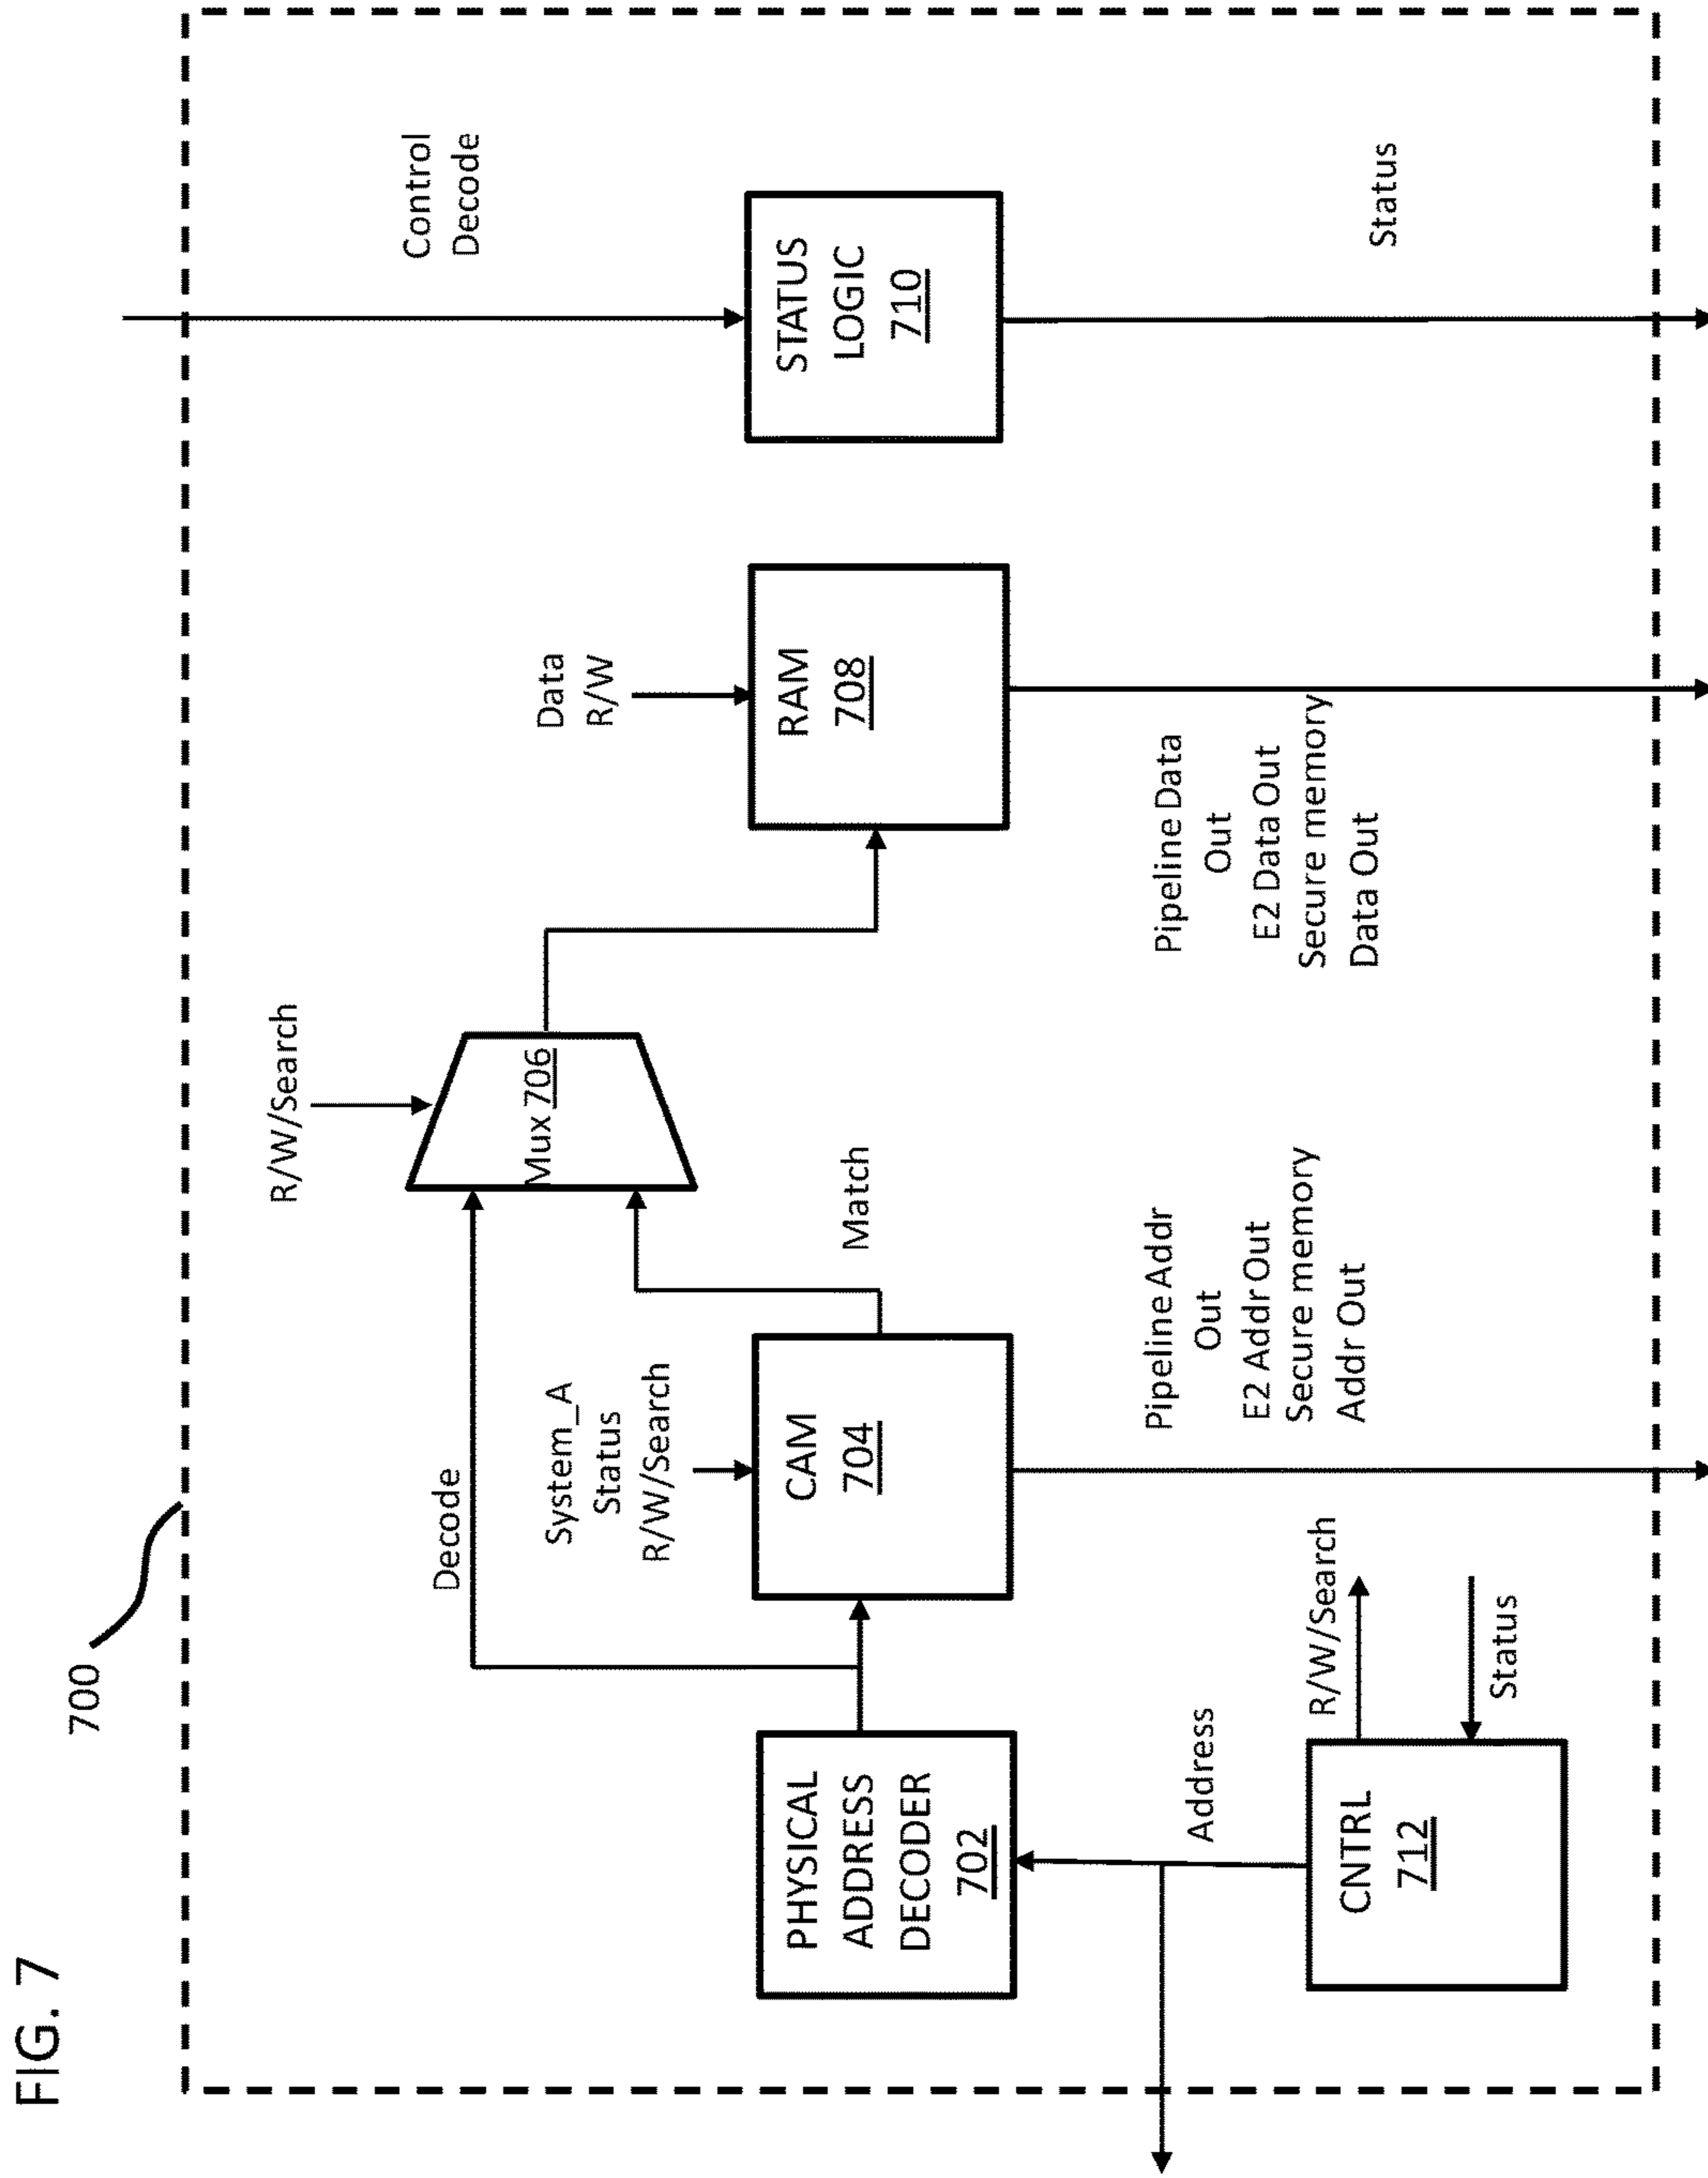 FIG. 7
700
Control
Decode
R/W/Search
Decode
Mux 706
Data
R/W
System_A
Status
R/W/Search
Match
PHYSICAL
ADDRESS
DECODER
702
CAM
704
RAM
708
STATUS
LOGIC
710
Address
Pipeline Addr
Out
E2 Addr Out
Secure memory
Addr Out
Pipeline Data
Out
E2 Data Out
Secure memory
Data Out
Status
R/W/Search
CNTRL
712
Status